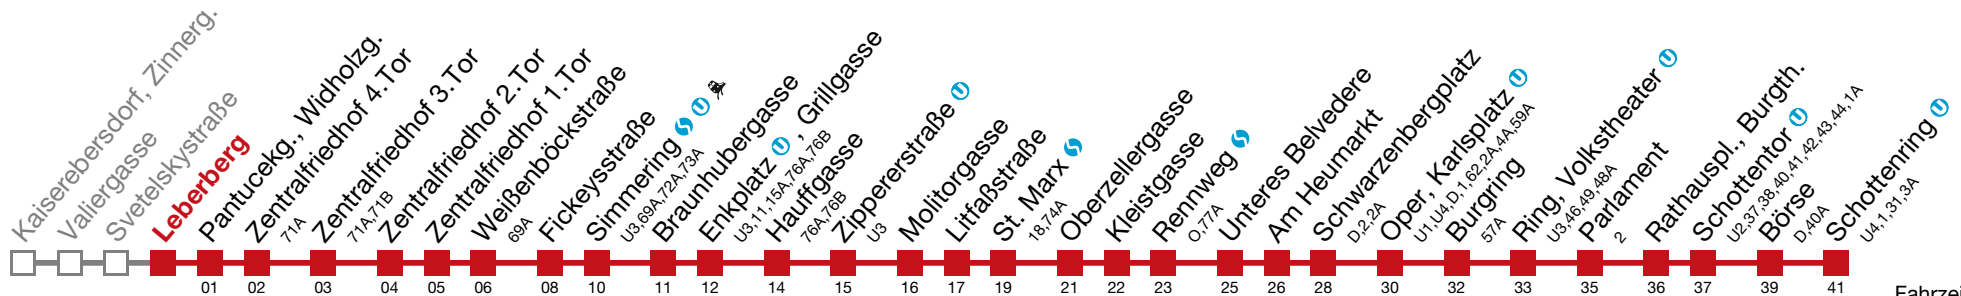 Kaiserebersdorf, Zinnerg.
Valiergasse
Svetelskystraße
Leberberg
Pantucekg., Widholzg.
Zentralfriedhof 4.Tor
71A
Zentralfriedhof 3.Tor
71A,71B
Zentralfriedhof 2.Tor
Zentralfriedhof 1.Tor
Weißenböckstraße
69A
Fickeysstraße
Simmering S U
U3,69A,72A,73A
Braunhubergasse
Enkplatz U , Grillgasse
U3,11,15A,76A,76B
Hauffgasse
76A,76B
Zippererstraße U
U3
Molitorgasse
Litfaßstraße
St. Marx S
18,74A
Oberzellergasse
Kleistgasse
Rennweg S
O,77A
Unteres Belvedere
Am Heumarkt
Schwarzenbergplatz
D,2,2A
Oper, Karlsplatz U
U1,U4,D,1,62,2A,4A,59A
Burgring
57A
Ring, Volkstheater U
U3,46,49,48A
Parlament
2
Rathauspl., Burgth.
Schottentor U
U2,37,38,40,41,42,43,44,1A
Börse
D,40A
Schottenring U
U4,1,31,3A
01 02 03 04 05 06 08 10 11 12 14 15 16 17 19 21 22 23 25 26 28 30 32 33 35 36 37 39 41